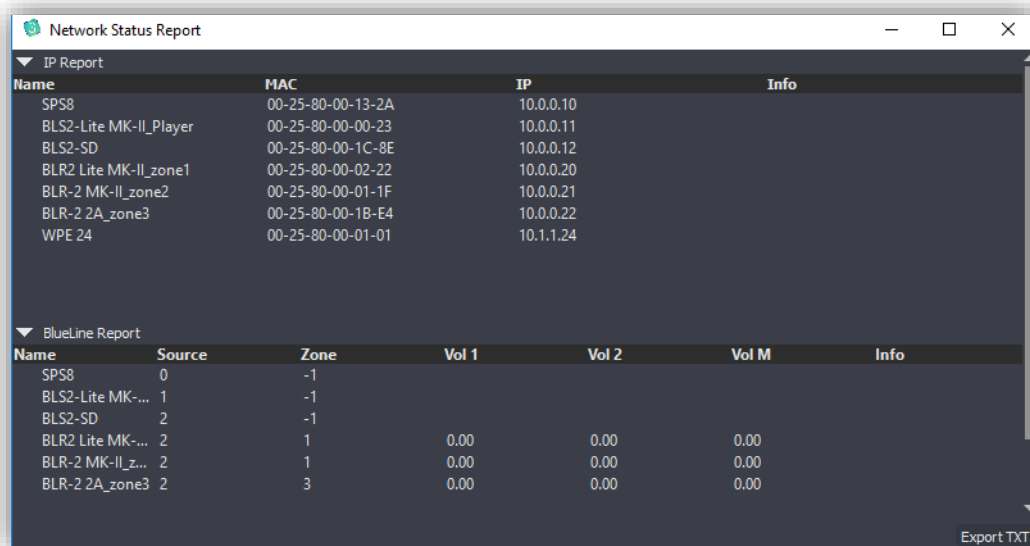 Network Status Report
IP Report
Name MAC IP Info
SPS8 00-25-80-00-13-2A 10.0.0.10
BLS2-Lite MK-II_Player 00-25-80-00-00-23 10.0.0.11
BLS2-SD 00-25-80-00-1C-8E 10.0.0.12
BLR2 Lite MK-II_zone1 00-25-80-00-02-22 10.0.0.20
BLR-2 MK-II_zone2 00-25-80-00-01-1F 10.0.0.21
BLR-2 2A_zone3 00-25-80-00-1B-E4 10.0.0.22
WPE 24 00-25-80-00-01-01 10.1.1.24
BlueLine Report
Name Source Zone Vol 1 Vol 2 Vol M Info
SPS8 0 -1
BLS2-Lite MK-... 1 -1
BLS2-SD 2 -1
BLR2 Lite MK-... 2 1 0.00 0.00 0.00
BLR-2 MK-II_z... 2 1 0.00 0.00 0.00
BLR-2 2A_zone3 2 3 0.00 0.00 0.00
Export TXT